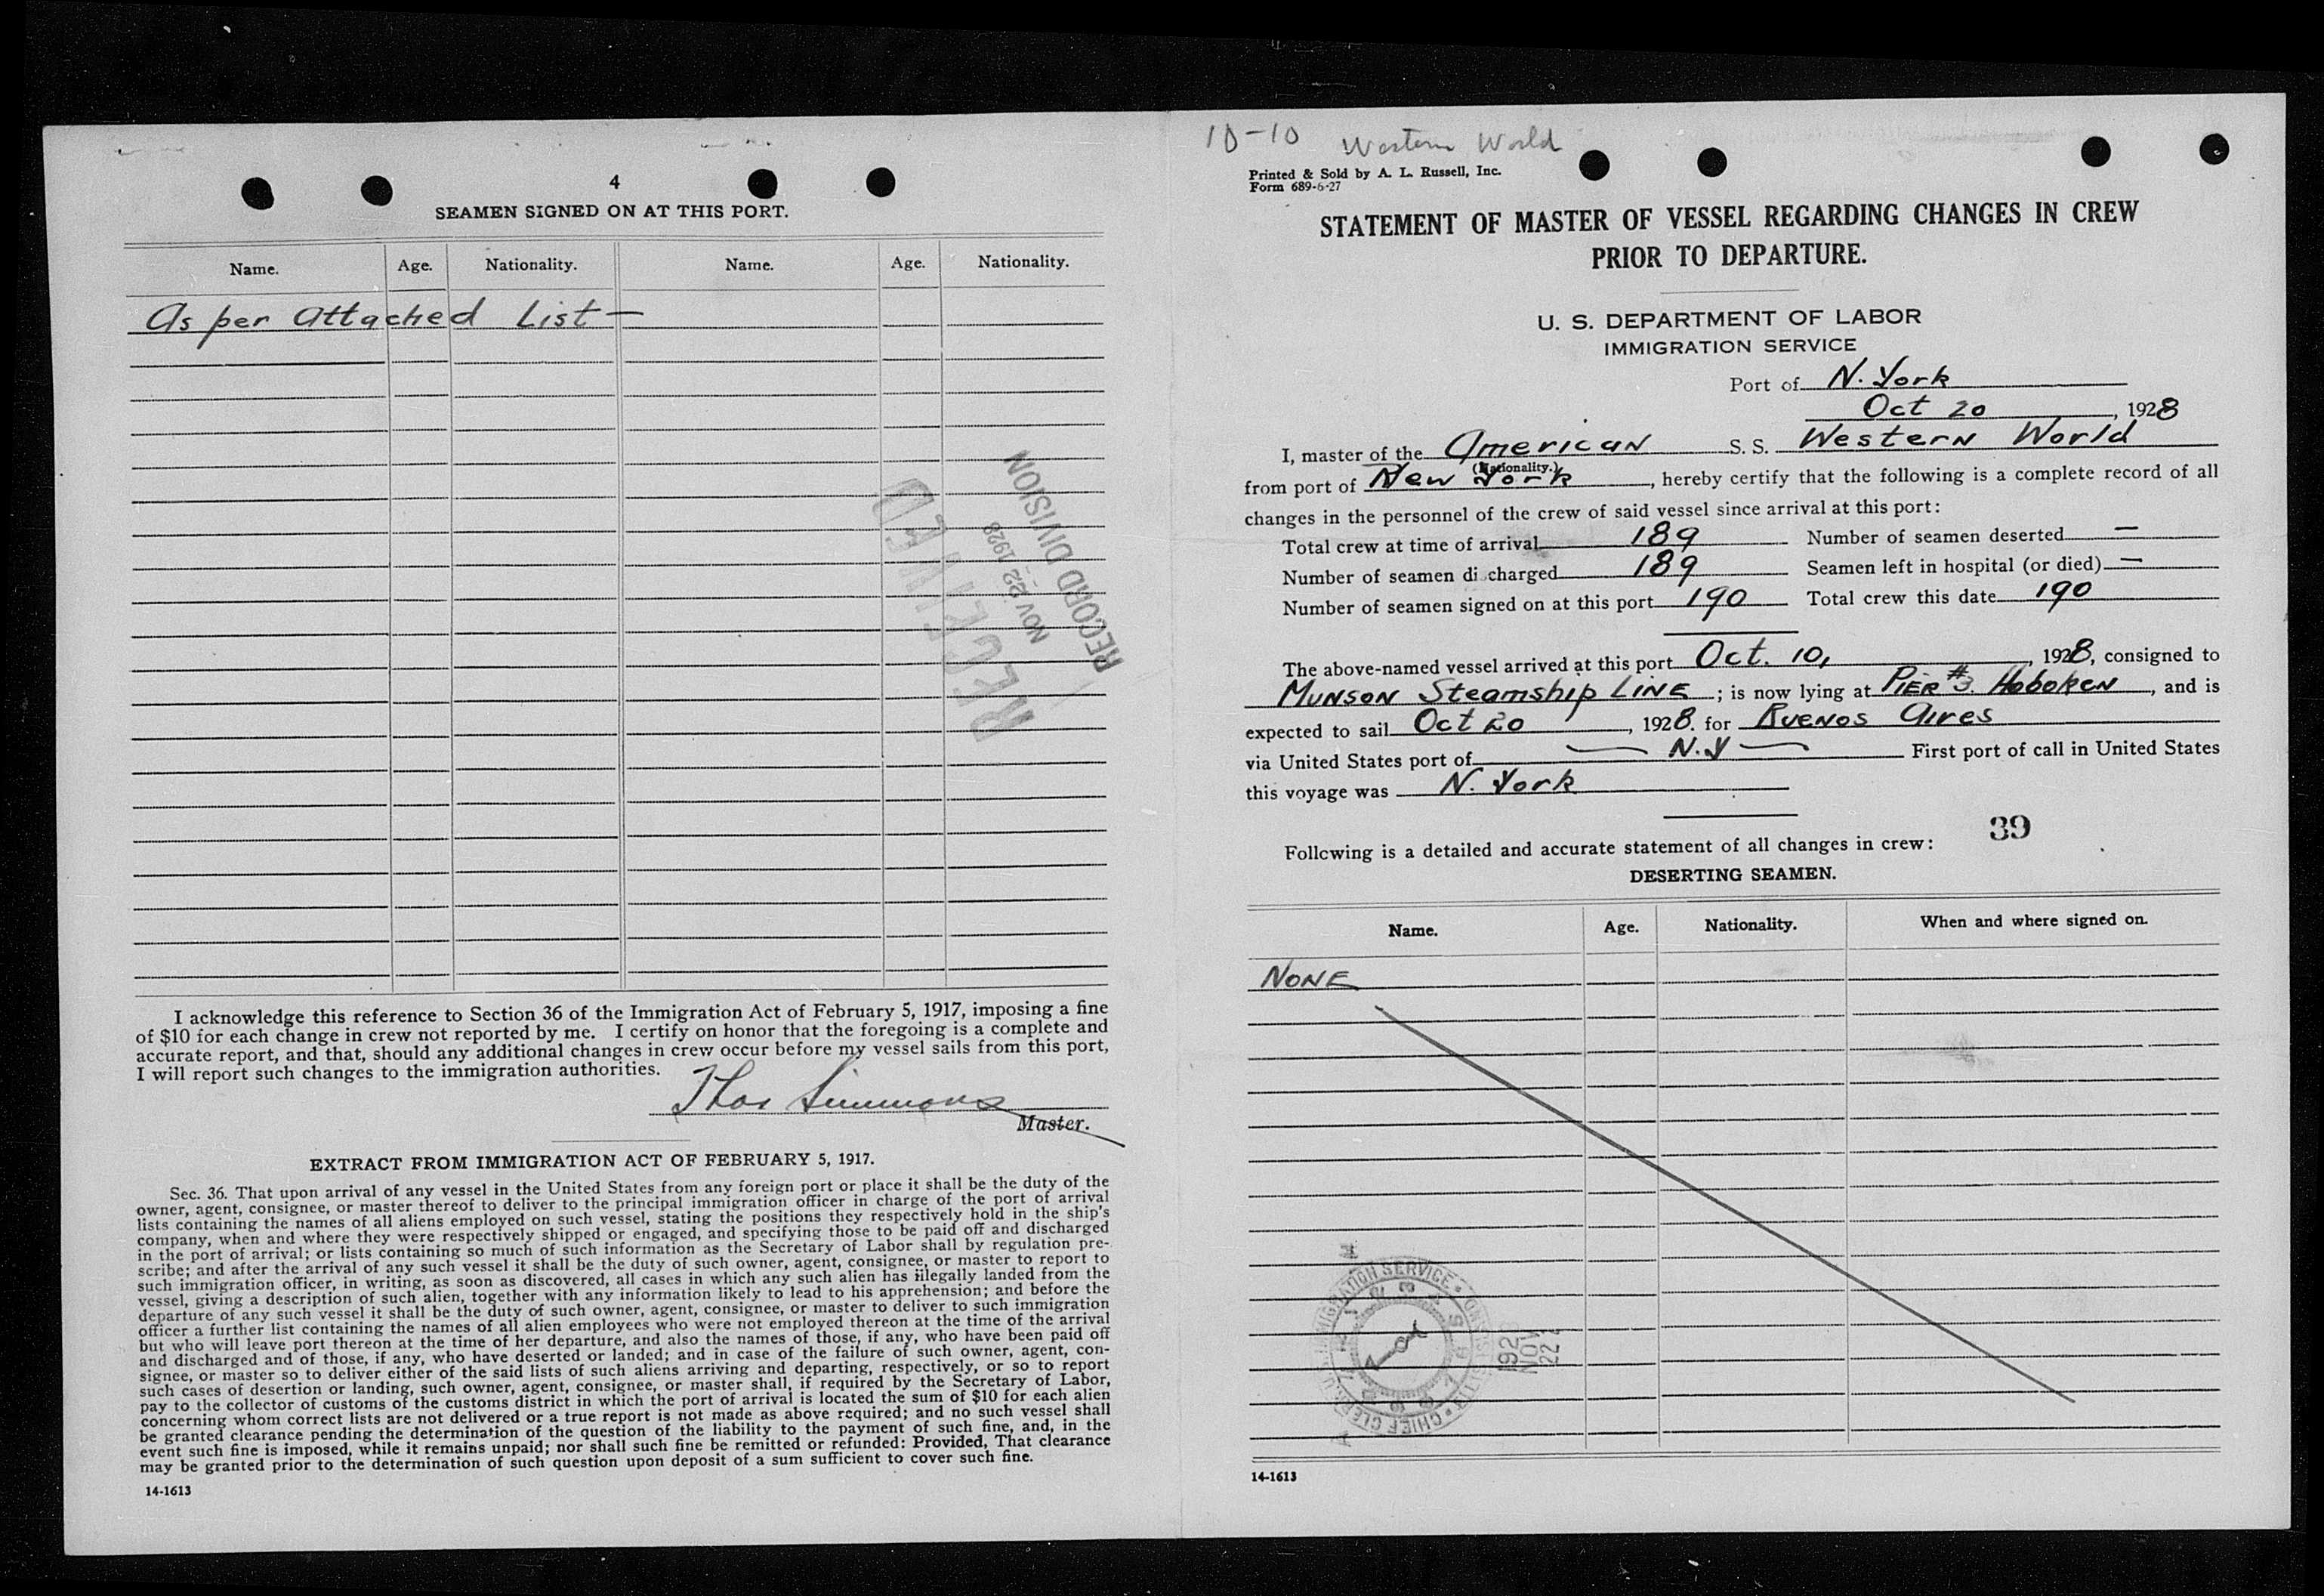 4
SEAMEN SIGNED ON AT THIS PORT.
Name. Age. Nationality. Name. Age. Nationality.
As per attached List —
RECEIVED
NOV 22 1928
RECORD DIVISION
I acknowledge this reference to Section 36 of the Immigration Act of February 5, 1917, imposing a fine
of $10 for each change in crew not reported by me. I certify on honor that the foregoing is a complete and
accurate report, and that, should any additional changes in crew occur before my vessel sails from this port,
I will report such changes to the immigration authorities.
Thos Simmons
Master.
EXTRACT FROM IMMIGRATION ACT OF FEBRUARY 5, 1917.
Sec. 36. That upon arrival of any vessel in the United States from any foreign port or place it shall be the duty of the
owner, agent, consignee, or master thereof to deliver to the principal immigration officer in charge of the port of arrival
lists containing the names of all aliens employed on such vessel, stating the positions they respectively hold in the ship's
company, when and where they were respectively shipped or engaged, and specifying those to be paid off and discharged
in the port of arrival; or lists containing so much of such information as the Secretary of Labor shall by regulation pre-
scribe; and after the arrival of any such vessel it shall be the duty of such owner, agent, consignee, or master to report to
such immigration officer, in writing, as soon as discovered, all cases in which any such alien has illegally landed from the
vessel, giving a description of such alien, together with any information likely to lead to his apprehension; and before the
departure of any such vessel it shall be the duty of such owner, agent, consignee, or master to deliver to such immigration
officer a further list containing the names of all alien employees who were not employed thereon at the time of the arrival
but who will leave port thereon at the time of her departure, and also the names of those, if any, who have been paid off
and discharged and of those, if any, who have deserted or landed; and in case of the failure of such owner, agent, con-
signee, or master so to deliver either of the said lists of such aliens arriving and departing, respectively, or so to report
such cases of desertion or landing, such owner, agent, consignee, or master shall, if required by the Secretary of Labor,
pay to the collector of customs of the customs district in which the port of arrival is located the sum of $10 for each alien
concerning whom correct lists are not delivered or a true report is not made as above required; and no such vessel shall
be granted clearance pending the determination of the question of the liability to the payment of such fine, and, in the
event such fine is imposed, while it remains unpaid; nor shall such fine be remitted or refunded: Provided, That clearance
may be granted prior to the determination of such question upon deposit of a sum sufficient to cover such fine.
14-1613
10-10 Western World
Printed & Sold by A. L. Russell, Inc.
Form 689-6-27
STATEMENT OF MASTER OF VESSEL REGARDING CHANGES IN CREW
PRIOR TO DEPARTURE.
U. S. DEPARTMENT OF LABOR
IMMIGRATION SERVICE
Port of N. York
Oct 20, 1928
I, master of the American S. S. Western World
(Nationality.)
from port of New York, hereby certify that the following is a complete record of all
changes in the personnel of the crew of said vessel since arrival at this port:
Total crew at time of arrival 189 Number of seamen deserted —
Number of seamen discharged 189 Seamen left in hospital (or died) —
Number of seamen signed on at this port 190 Total crew this date 190
The above-named vessel arrived at this port Oct. 10, 1928, consigned to
Munson Steamship Line; is now lying at Pier #3 Hoboken, and is
expected to sail Oct 20, 1928. for Buenos Aires
via United States port of — N.Y — First port of call in United States
this voyage was N. York
39
Following is a detailed and accurate statement of all changes in crew:
DESERTING SEAMEN.
Name. Age. Nationality. When and where signed on.
NONE
IMMIGRATION SERVICE
CHIEF CLERK
1928
NOV
22
14-1613